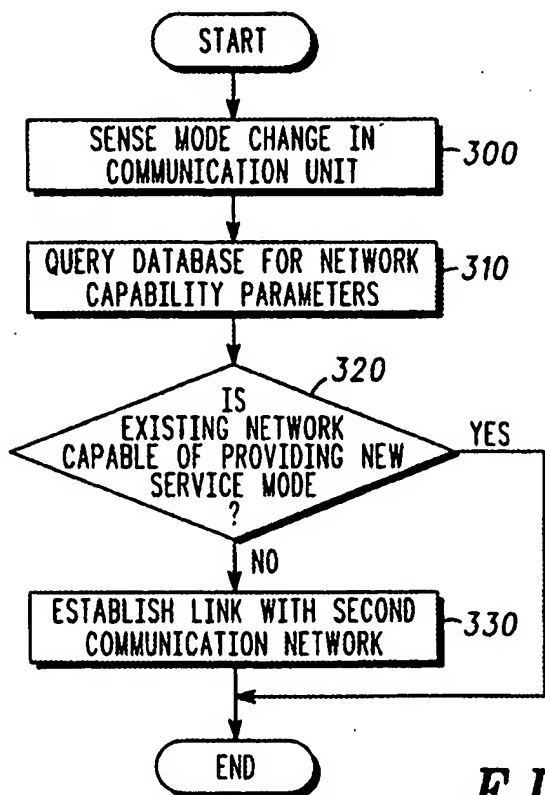 START
SENSE MODE CHANGE IN
COMMUNICATION UNIT
300
QUERY DATABASE FOR NETWORK
CAPABILITY PARAMETERS
310
320
IS
EXISTING NETWORK
CAPABLE OF PROVIDING NEW
SERVICE MODE
?
YES
NO
ESTABLISH LINK WITH SECOND
COMMUNICATION NETWORK
330
END